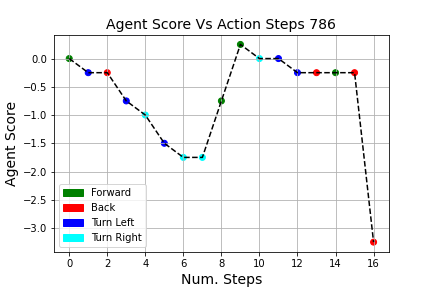 Agent Score Vs Action Steps 786
Agent Score
0.0
−0.5
−1.0
−1.5
−2.0
−2.5
−3.0
Forward
Back
Turn Left
Turn Right
0 2 4 6 8 10 12 14 16
Num. Steps